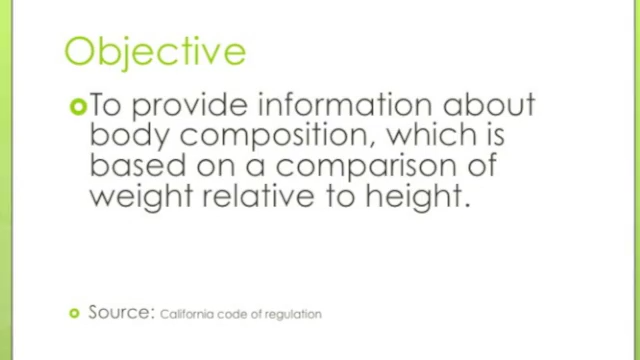 Objective
To provide information about
body composition, which is
based on a comparison of
weight relative to height.
Source: California code of regulation